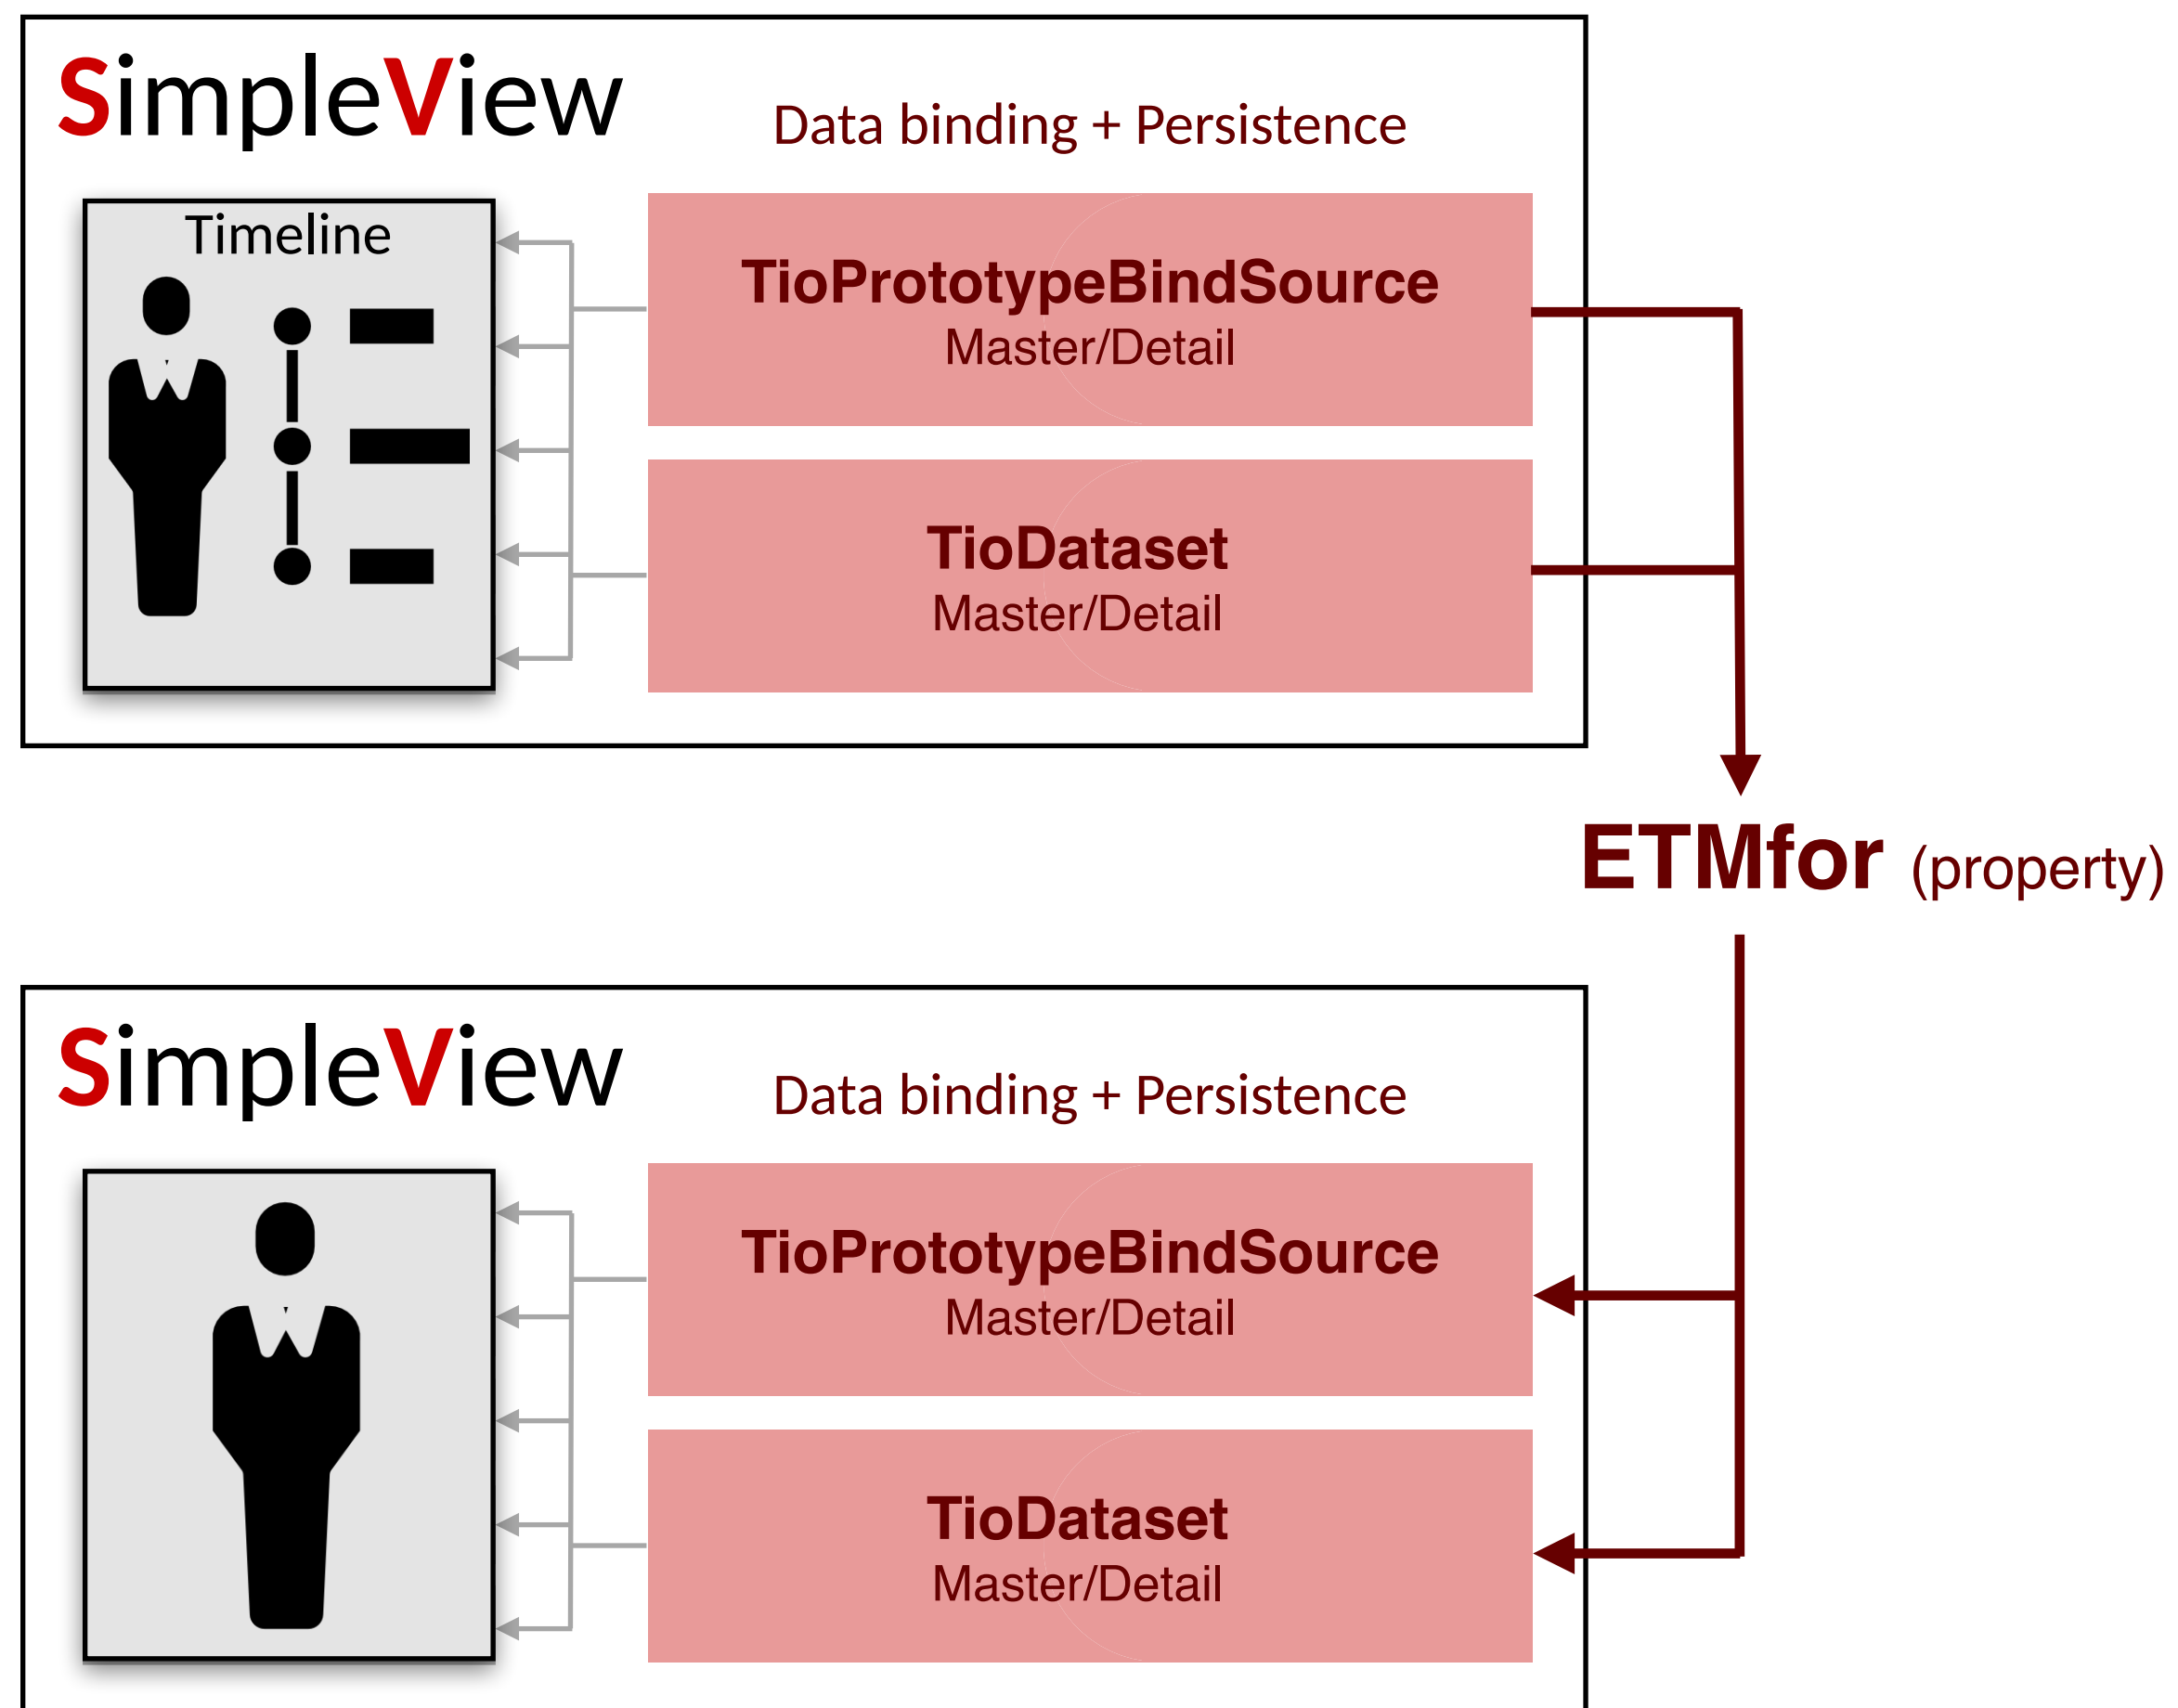 SimpleView
Data binding + Persistence
Timeline
TioPrototypeBindSource
Master/Detail
TioDataset
Master/Detail
ETMfor (property)
SimpleView
Data binding + Persistence
TioPrototypeBindSource
Master/Detail
TioDataset
Master/Detail